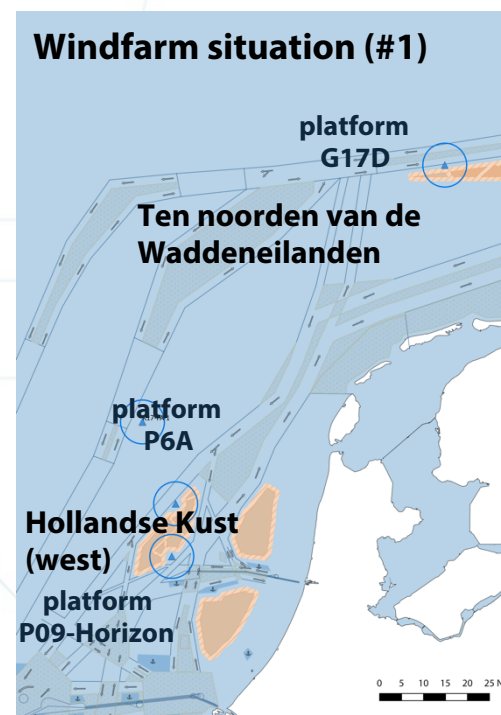 Windfarm situation (#1)
platform
G17D
Ten noorden van de
Waddeneilanden
platform
P6A
Hollandse Kust
(west)
platform
P09-Horizon
0 5 10 15 20 25 N